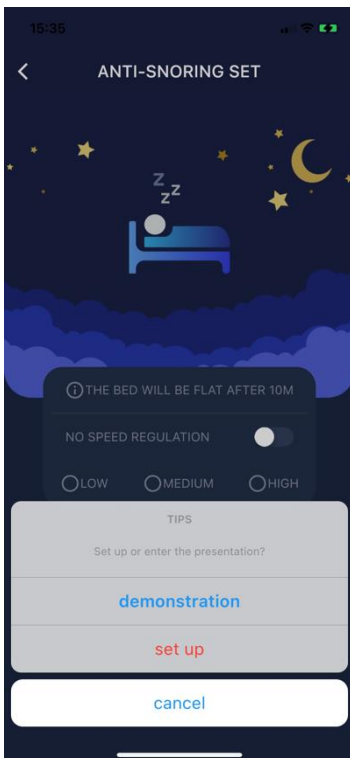 15:35
ANTI-SNORING SET
Z
Z Z
THE BED WILL BE FLAT AFTER 10M
NO SPEED REGULATION
LOW MEDIUM HIGH
TIPS
Set up or enter the presentation?
demonstration
set up
cancel